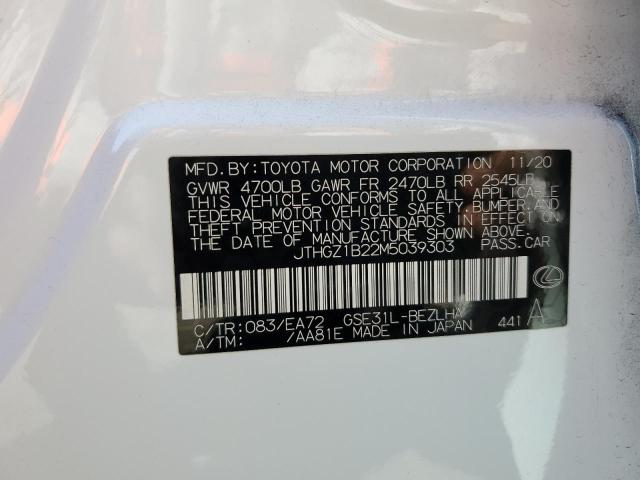 MFD. BY: TOYOTA MOTOR CORPORATION 11/20
GVWR 4700LB GAWR FR 2470LB RR 2545LB
THIS VEHICLE CONFORMS TO ALL APPLICABLE
FEDERAL MOTOR VEHICLE SAFETY, BUMPER, AND
THEFT PREVENTION STANDARDS IN EFFECT ON
THE DATE OF MANUFACTURE SHOWN ABOVE.
JTHGZ1B22M5039303 PASS. CAR
C/TR: 083/EA72 GSE31L-BEZLHA
A/TM: /AA81E MADE IN JAPAN 441 A